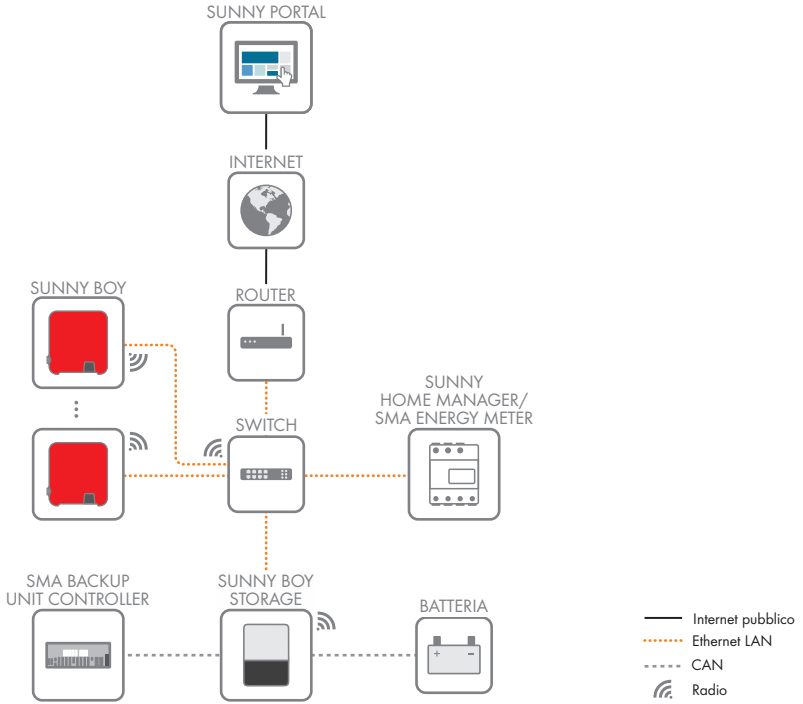 SUNNY PORTAL
INTERNET
SUNNY BOY
ROUTER
SUNNY
HOME MANAGER/
SMA ENERGY METER
SWITCH
SMA BACKUP
UNIT CONTROLLER
SUNNY BOY
STORAGE
BATTERIA
+ −
Internet pubblico
Ethernet LAN
CAN
Radio